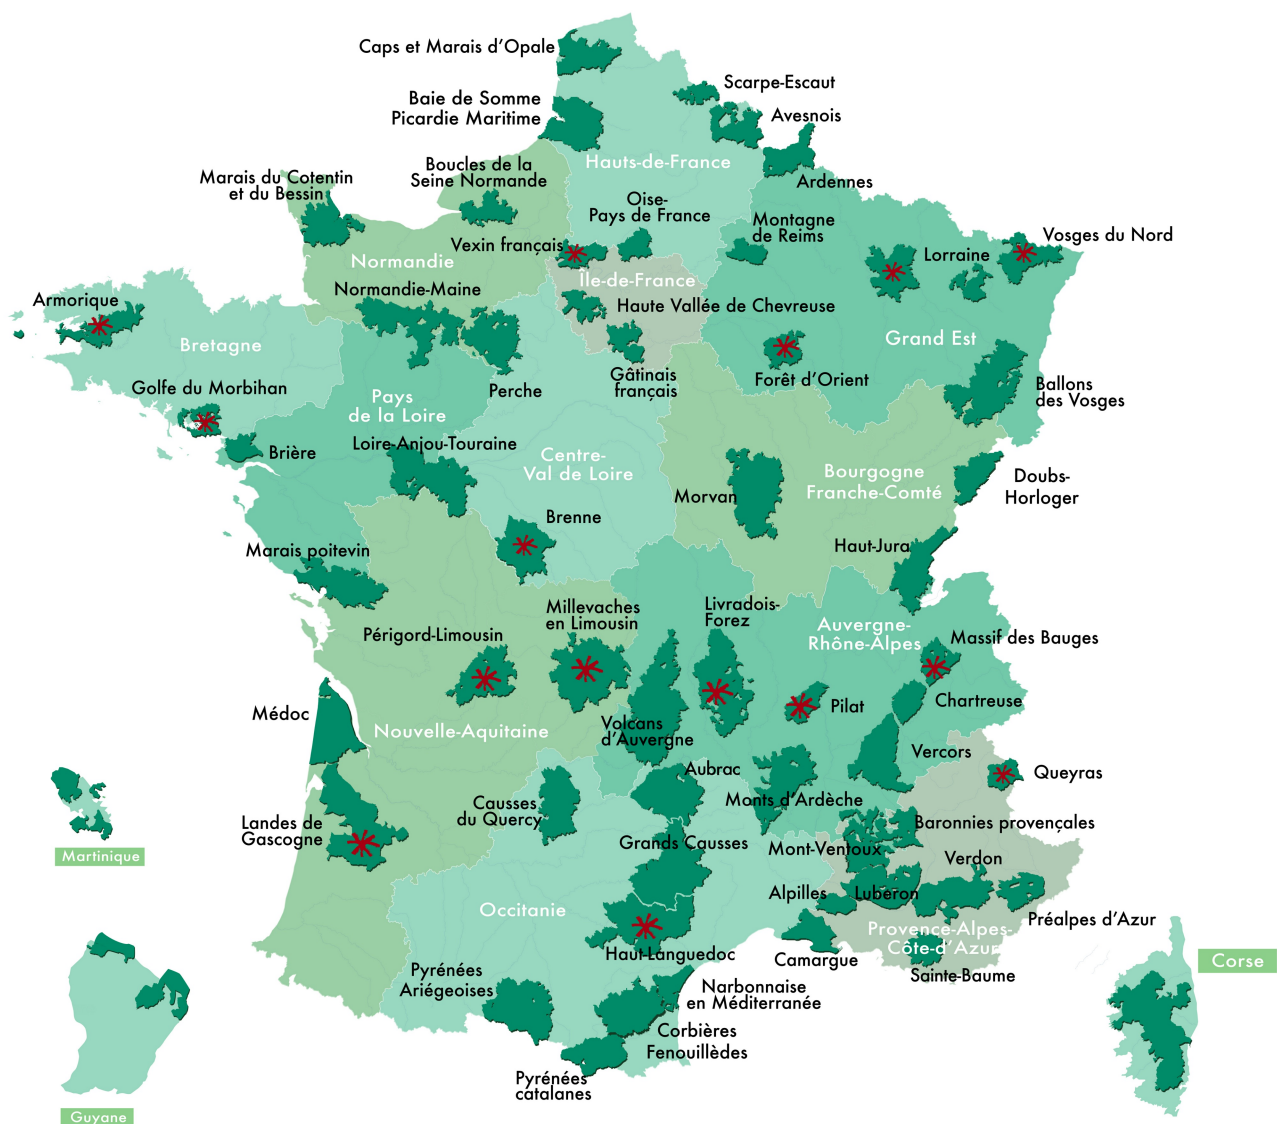 Caps et Marais d'Opale
Scarpe-Escaut
Baie de Somme
Picardie Maritime
Avesnois
Hauts-de-France
Boucles de la
Seine Normande
Marais du Cotentin
et du Bessin
Ardennes
Oise-
Pays de France
Montagne
de Reims
Vexin français
Vosges du Nord
Lorraine
Normandie
Île-de-France
Normandie-Maine
Armorique
Haute Vallée de Chevreuse
Bretagne
Grand Est
Golfe du Morbihan
Perche
Gâtinais
français
Forêt d'Orient
Ballons
des Vosges
Pays
de la Loire
Brière
Loire-Anjou-Touraine
Centre-
Val de Loire
Bourgogne
Franche-Comté
Doubs-
Horloger
Morvan
Brenne
Haut-Jura
Marais poitevin
Millevaches
en Limousin
Livradois-
Forez
Périgord-Limousin
Auvergne-
Rhône-Alpes
Massif des Bauges
Chartreuse
Pilat
Médoc
Nouvelle-Aquitaine
Volcans
d'Auvergne
Vercors
Aubrac
Queyras
Monts d'Ardèche
Causses
du Quercy
Landes de
Gascogne
Baronnies provençales
Grands Causses
Mont-Ventoux
Verdon
Martinique
Alpilles
Luberon
Occitanie
Préalpes d'Azur
Provence-Alpes-
Côte-d'Azur
Haut-Languedoc
Camargue
Sainte-Baume
Corse
Pyrénées
Ariégeoises
Narbonnaise
en Méditerranée
Corbières
Fenouillèdes
Pyrénées
catalanes
Guyane